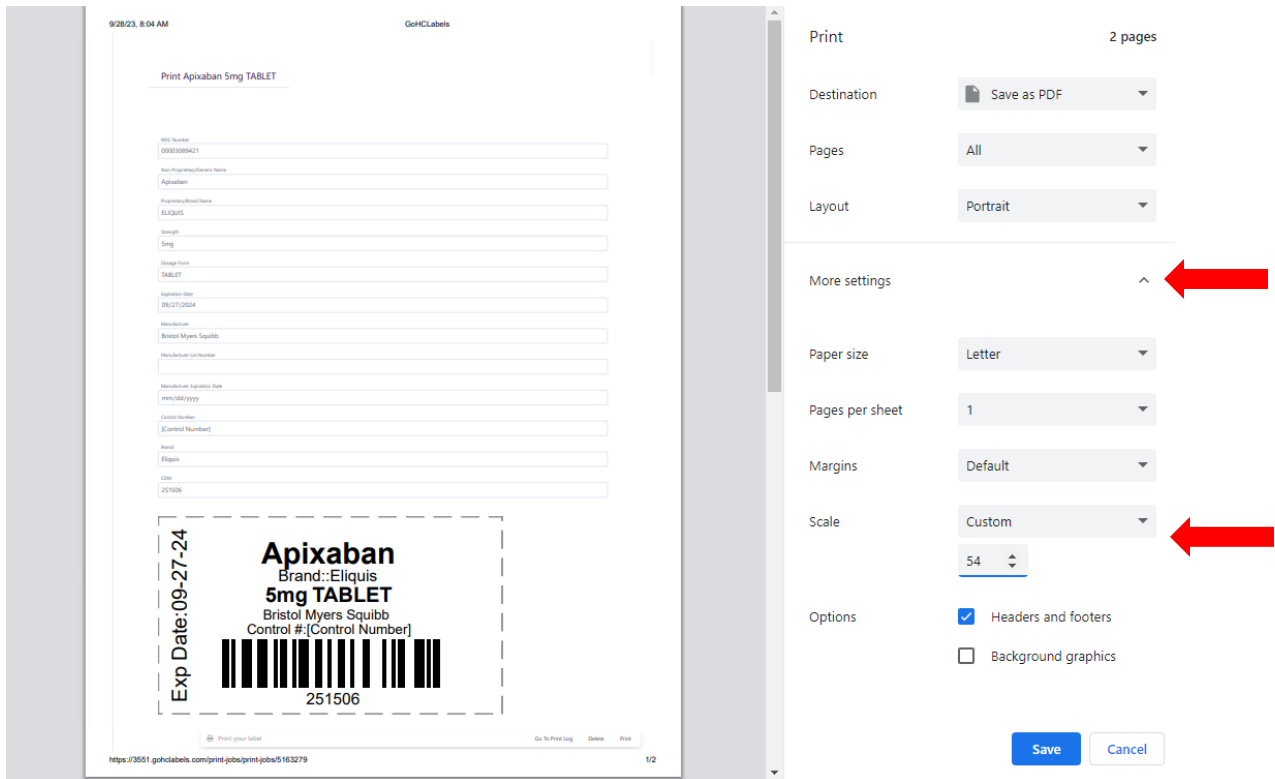 9/28/23, 8:04 AM GoHCLabels
Print Apixaban 5mg TABLET
NDC Number
00003089421
Non-Proprietary/Generic Name
Apixaban
Proprietary/Brand Name
ELIQUIS
Strength
5mg
Dosage Form
TABLET
Expiration Date
09/27/2024
Manufacturer
Bristol Myers Squibb
Manufacturer Lot Number
Manufacturer Expiration Date
mm/dd/yyyy
Control Number
[Control Number]
Brand
Eliquis
CDM
251506
Exp Date:09-27-24
Apixaban
Brand::Eliquis
5mg TABLET
Bristol Myers Squibb
Control #:[Control Number]
251506
Print your label Go To Print Log Delete Print
https://3551.gohclabels.com/print-jobs/print-jobs/5163279 1/2
Print 2 pages
Destination Save as PDF
Pages All
Layout Portrait
More settings
Paper size Letter
Pages per sheet 1
Margins Default
Scale Custom
54
Options Headers and footers
Background graphics
Save Cancel